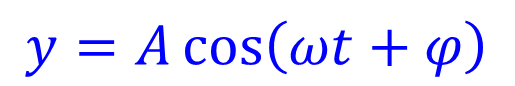 y = A cos(ωt + φ)